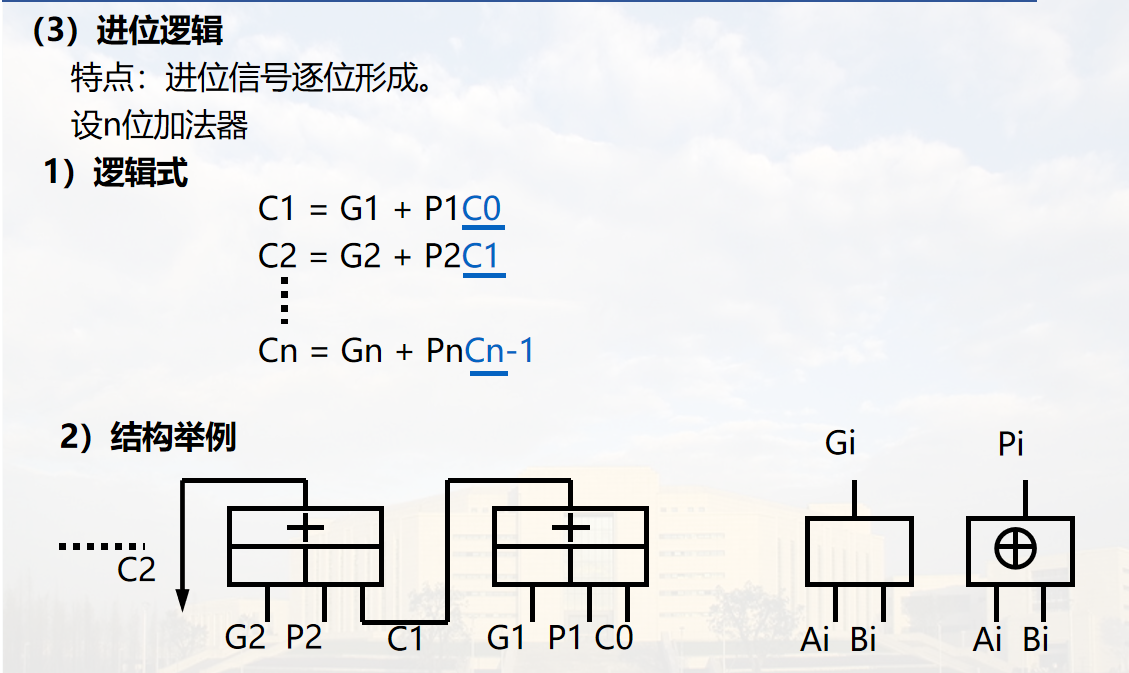 （3）进位逻辑
特点：进位信号逐位形成。
设n位加法器
1）逻辑式
C1 = G1 + P1C0
C2 = G2 + P2C1
Cn = Gn + PnCn-1
2）结构举例
Gi Pi
C2
G2 P2 C1 G1 P1 C0 Ai Bi Ai Bi